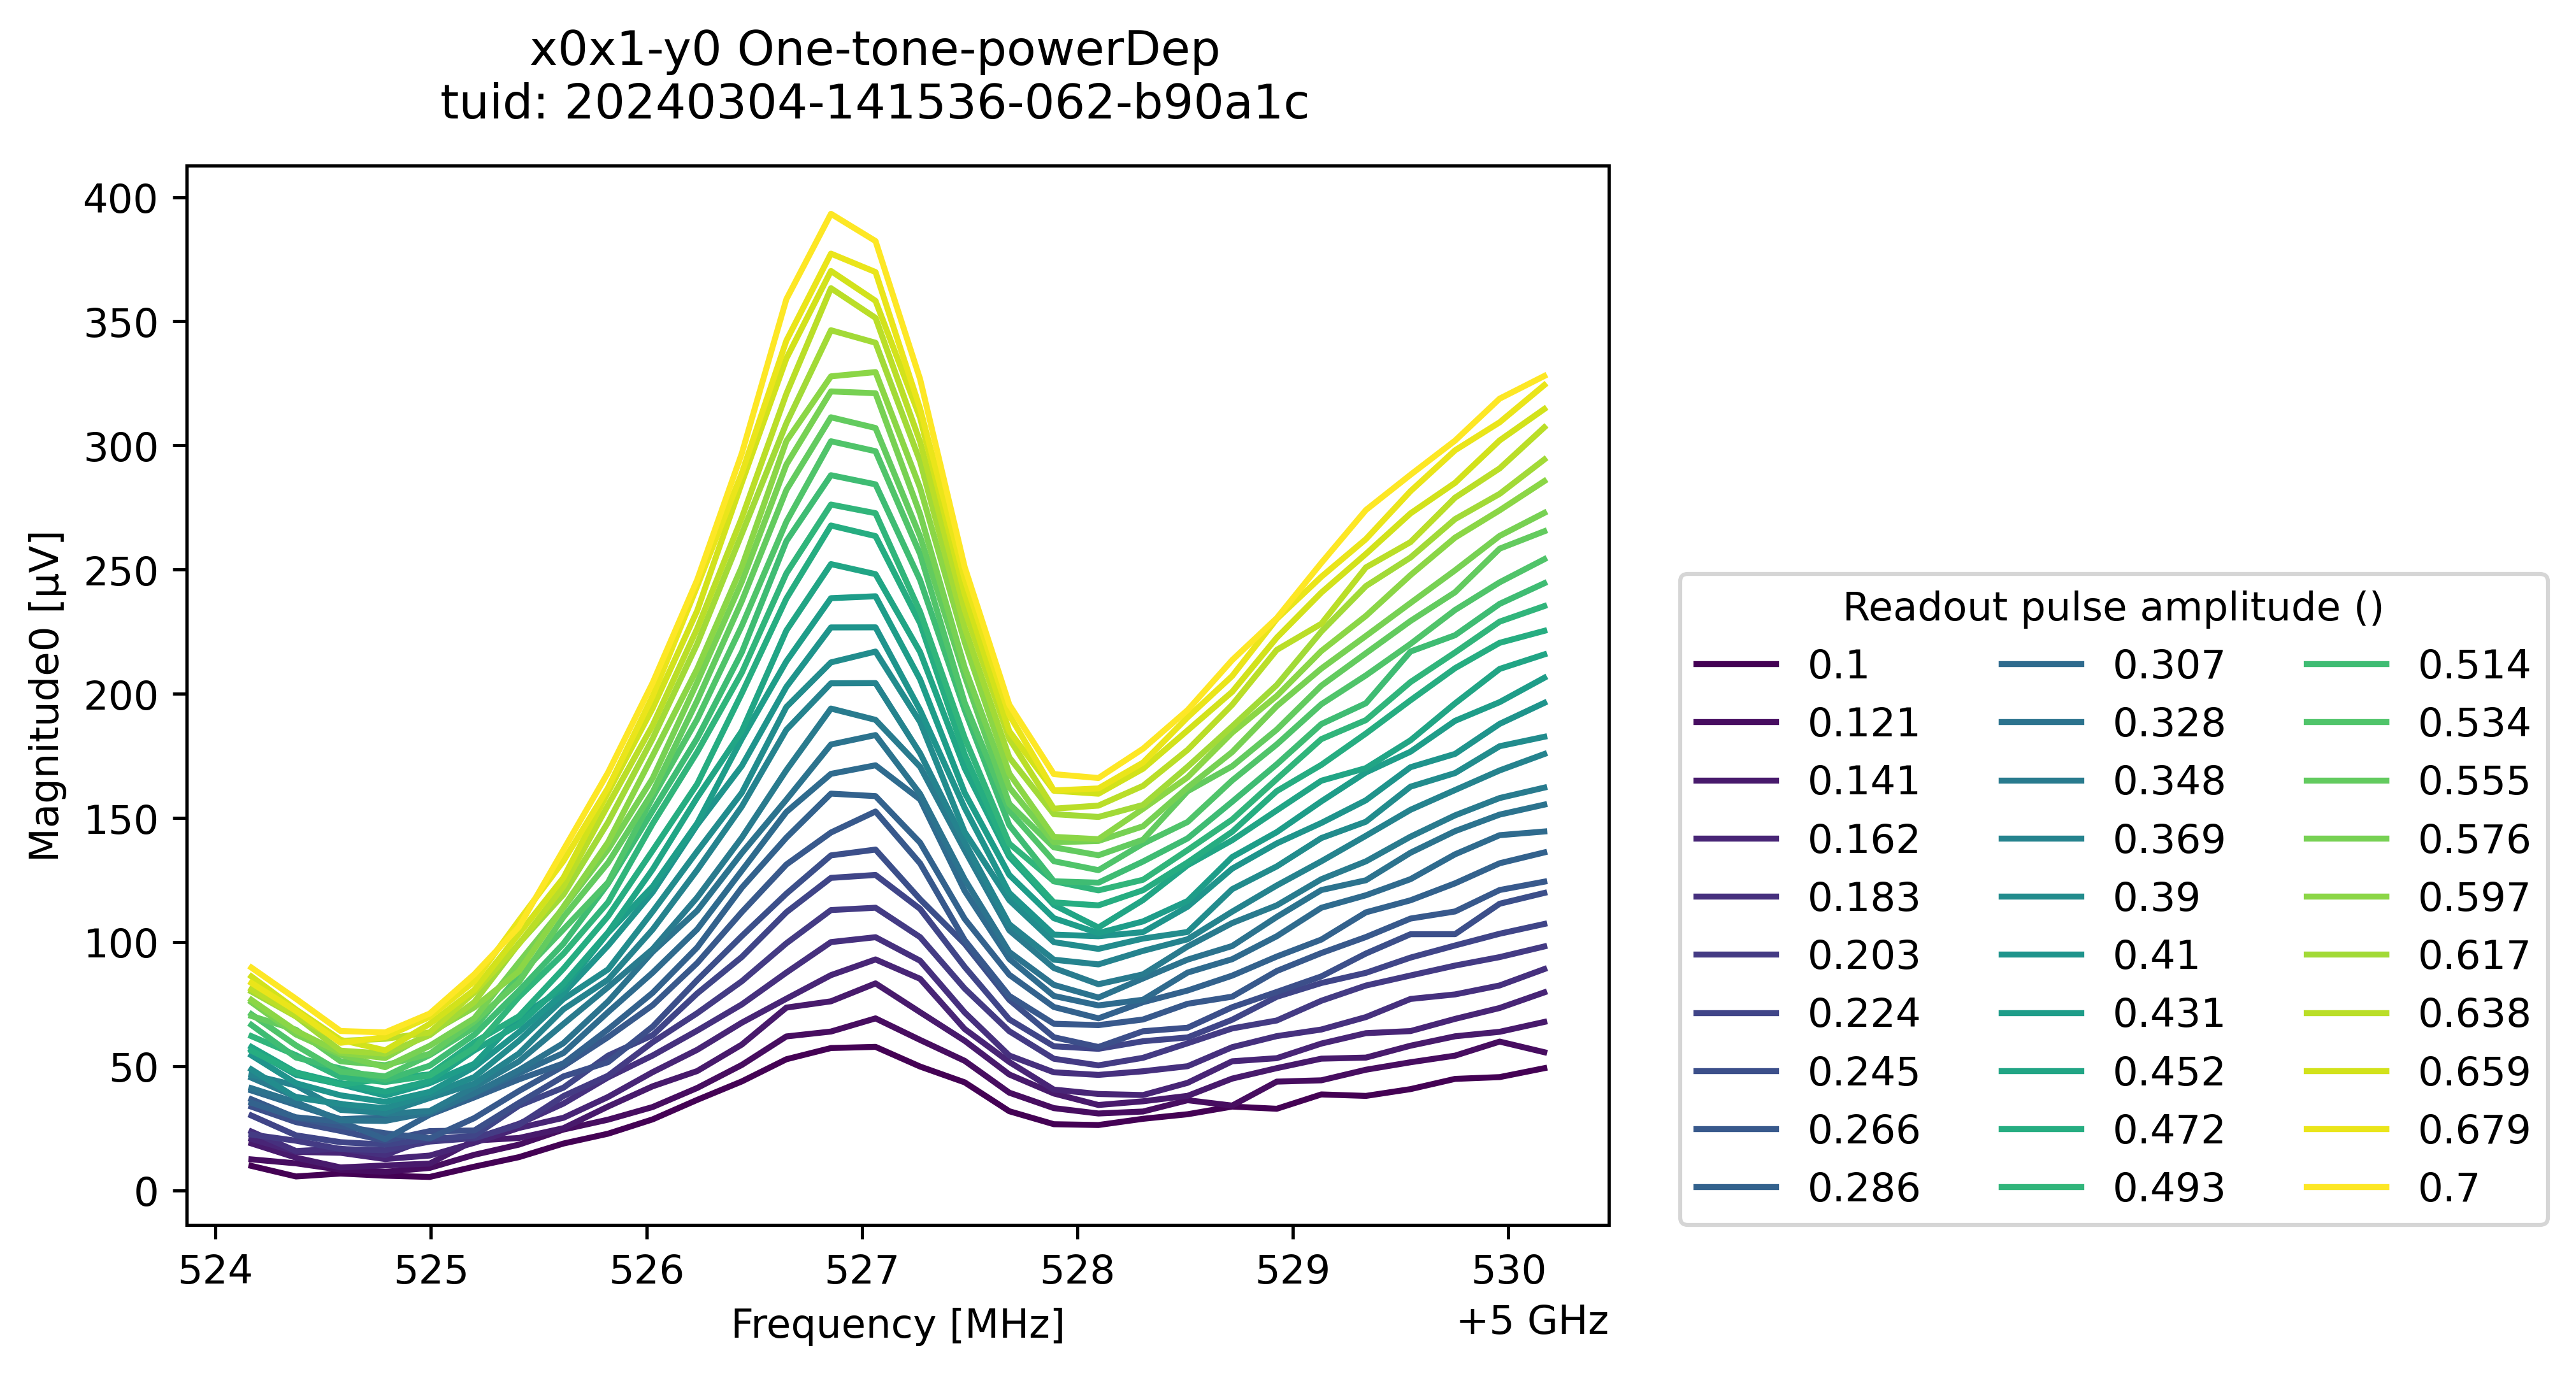 x0x1-y0 One-tone-powerDep
tuid: 20240304-141536-062-b90a1c
400
350
300
250
200
150
100
50
0
Magnitude0 [µV]
524 525 526 527 528 529 530
Frequency [MHz]
+5 GHz
Readout pulse amplitude ()
0.1 0.307 0.514
0.121 0.328 0.534
0.141 0.348 0.555
0.162 0.369 0.576
0.183 0.39 0.597
0.203 0.41 0.617
0.224 0.431 0.638
0.245 0.452 0.659
0.266 0.472 0.679
0.286 0.493 0.7